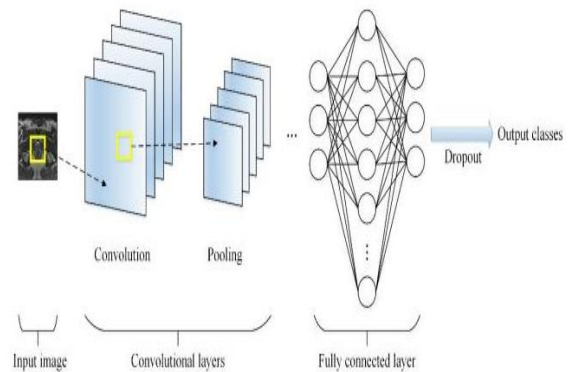 Output classes
Dropout
Convolution
Pooling
...
Input image
Convolutional layers
Fully connected layer